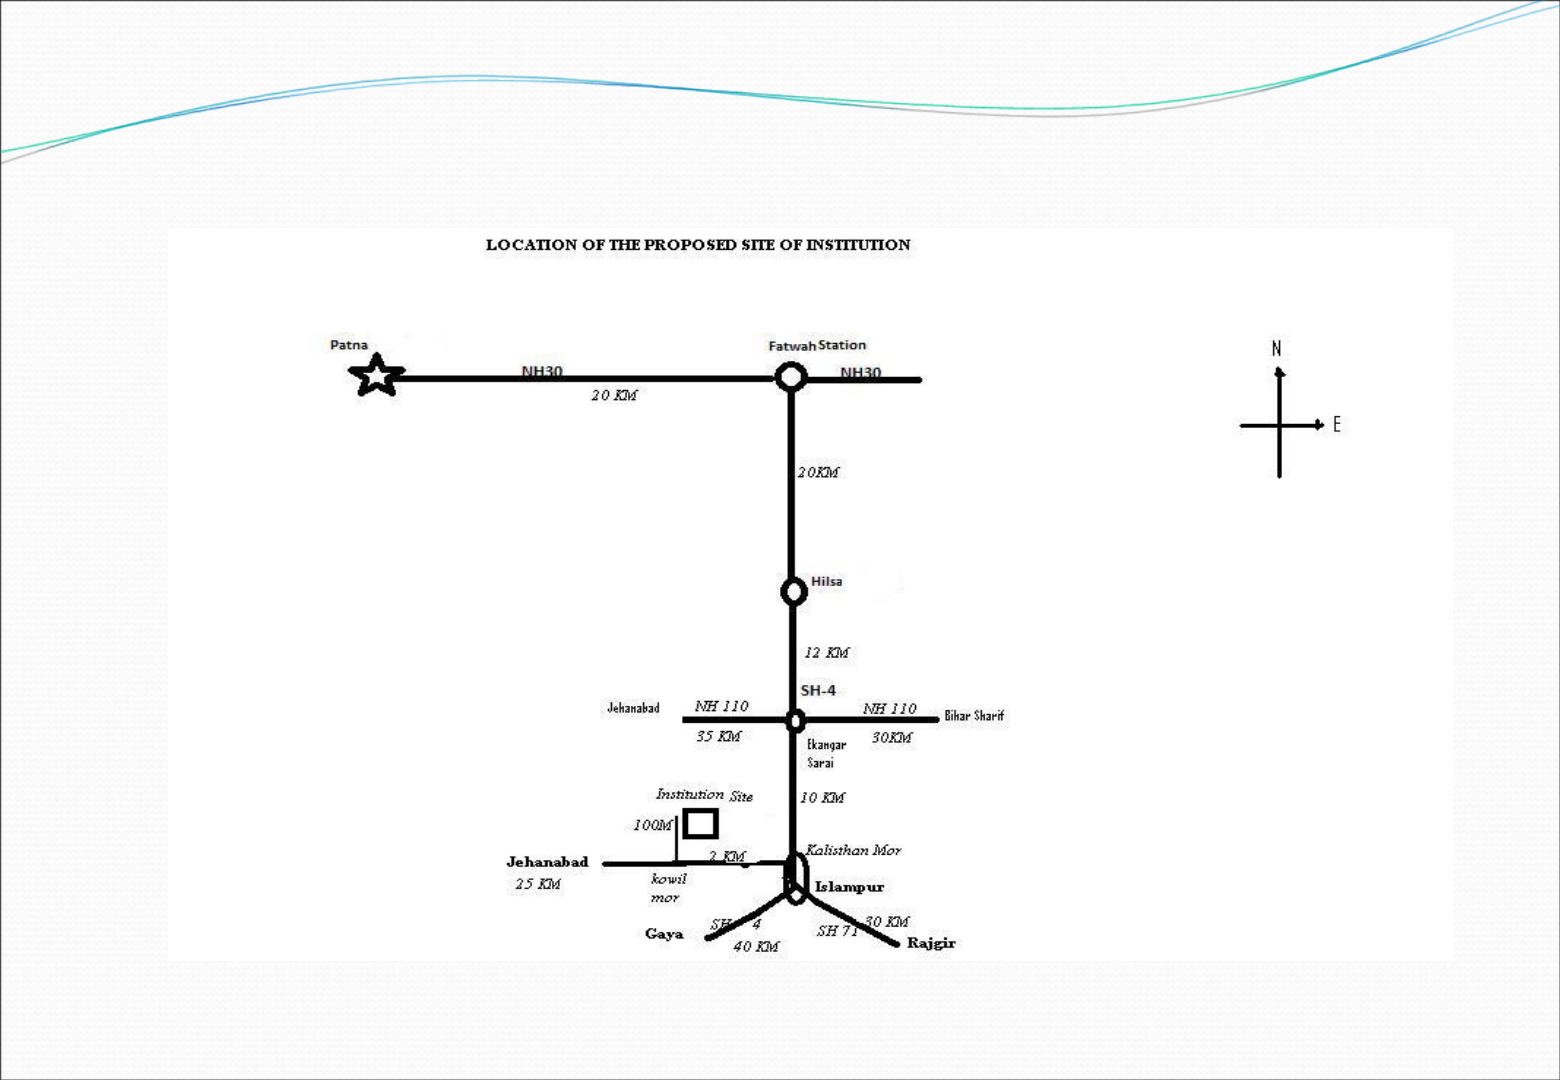 LOCATION OF THE PROPOSED SITE OF INSTITUTION
Patna
Fatwah Station
N
NH30
NH30
20 KM
E
20KM
Hilsa
12 KM
SH-4
Jehanabad
NH 110
NH 110
Bihar Sharif
35 KM
30KM
Ekangar
Sarai
Institution Site
10 KM
100M
Kalisthan Mor
2 KM
Jehanabad
25 KM
kowil
mor
Islampur
SH 4
30 KM
SH 71
Gaya
40 KM
Rajgir